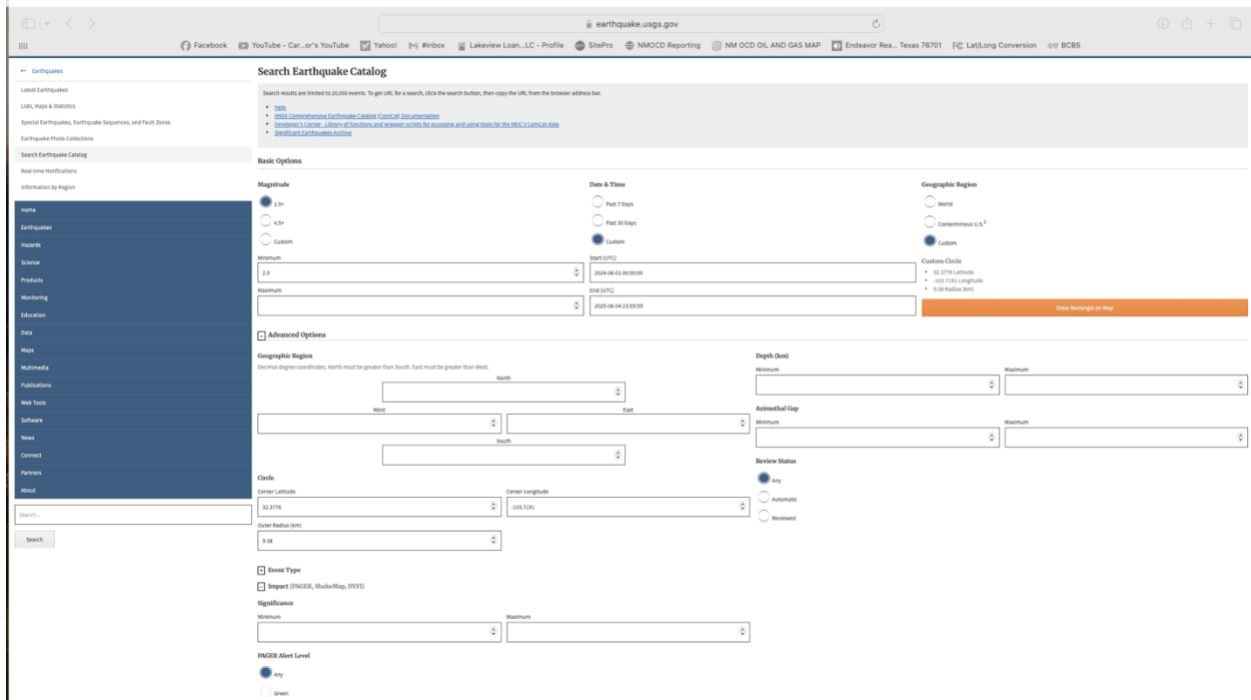 earthquake.usgs.gov
Facebook YouTube - Car...or's YouTube Yahoo! #inbox Lakeview Loan...LC - Profile SitePro NMOCD Reporting NM OCD OIL AND GAS MAP Endeavor Rea... Texas 78701 Lat/Long Conversion BCBS
← Earthquakes
Latest Earthquakes
Lists, Maps & Statistics
Special Earthquakes, Earthquake Sequences, and Fault Zones
Earthquake Photo Collections
Search Earthquake Catalog
Real-time Notifications
Information by Region
Home
Earthquakes
Hazards
Science
Products
Monitoring
Education
Data
Maps
Multimedia
Publications
Web Tools
Software
News
Connect
Partners
About
Search...
Search
Search Earthquake Catalog
Search results are limited to 20,000 events. To get URL for a search, click the search button, then copy the URL from the browser address bar.
Help
ANSS Comprehensive Earthquake Catalog (ComCat) Documentation
Developer's Corner - Library of functions and wrapper scripts for accessing and using tools for the NEIC's ComCat data
Significant Earthquakes Archive
Basic Options
Magnitude
2.5+
4.5+
Custom
Minimum
2.5
Maximum
Date & Time
Past 7 Days
Past 30 Days
Custom
Start (UTC)
End (UTC)
2025-06-04 23:59:59
Geographic Region
World
Conterminous U.S.1
Custom
Custom Circle
32.3776 Latitude
-103.7191 Longitude
9.08 Radius (km)
Draw Rectangle on Map
Advanced Options
Geographic Region
Decimal degree coordinates. North must be greater than South. East must be greater than West.
North
West East
South
Circle
Center Latitude Center Longitude
32.3776 -103.7191
Outer Radius (km)
9.08
Depth (km)
Minimum Maximum
Azimuthal Gap
Minimum Maximum
Review Status
Any
Automatic
Reviewed
+ Event Type
- Impact (PAGER, ShakeMap, DYFI)
Significance
Minimum Maximum
PAGER Alert Level
Any
Green